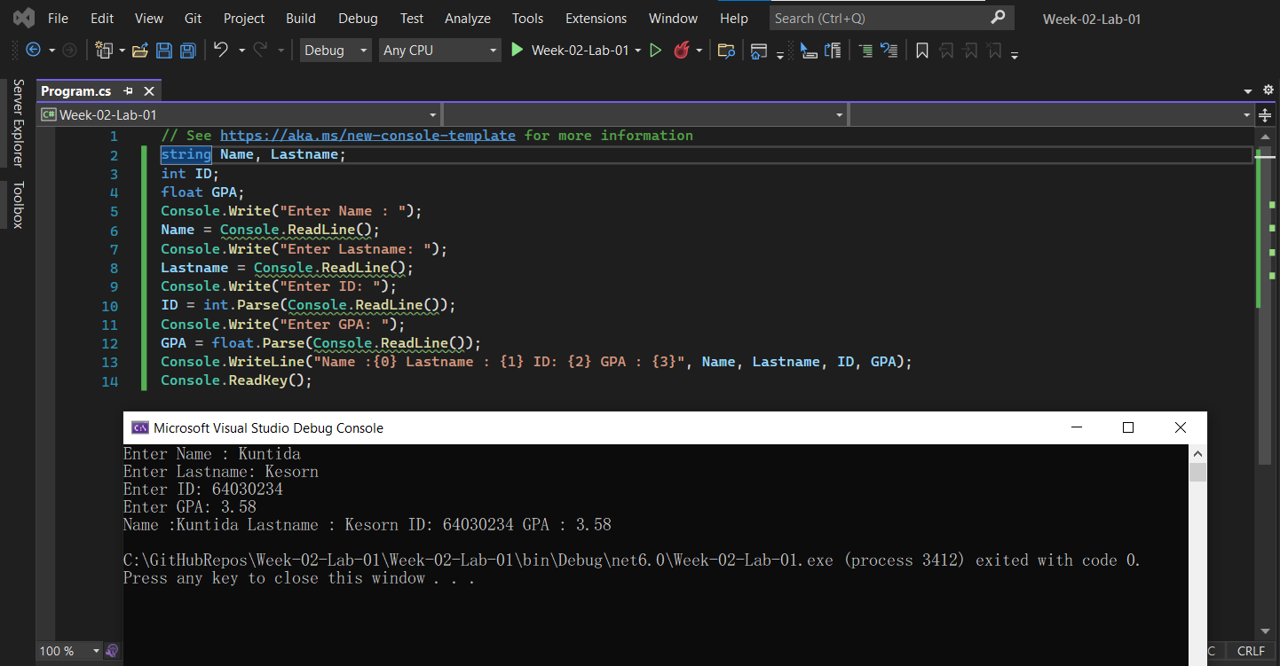 File Edit View Git Project Build Debug Test Analyze Tools Extensions Window Help Search (Ctrl+Q) Week-02-Lab-01
Debug Any CPU Week-02-Lab-01
Server Explorer
Toolbox
Program.cs
C# Week-02-Lab-01
1 // See https://aka.ms/new-console-template for more information
2 string Name, Lastname;
3 int ID;
4 float GPA;
5 Console.Write("Enter Name : ");
6 Name = Console.ReadLine();
7 Console.Write("Enter Lastname: ");
8 Lastname = Console.ReadLine();
9 Console.Write("Enter ID: ");
10 ID = int.Parse(Console.ReadLine());
11 Console.Write("Enter GPA: ");
12 GPA = float.Parse(Console.ReadLine());
13 Console.WriteLine("Name :{0} Lastname : {1} ID: {2} GPA : {3}", Name, Lastname, ID, GPA);
14 Console.ReadKey();
C:\ Microsoft Visual Studio Debug Console
Enter Name : Kuntida
Enter Lastname: Kesorn
Enter ID: 64030234
Enter GPA: 3.58
Name :Kuntida Lastname : Kesorn ID: 64030234 GPA : 3.58
C:\GitHubRepos\Week-02-Lab-01\Week-02-Lab-01\bin\Debug\net6.0\Week-02-Lab-01.exe (process 3412) exited with code 0.
Press any key to close this window . . .
100 % C CRLF